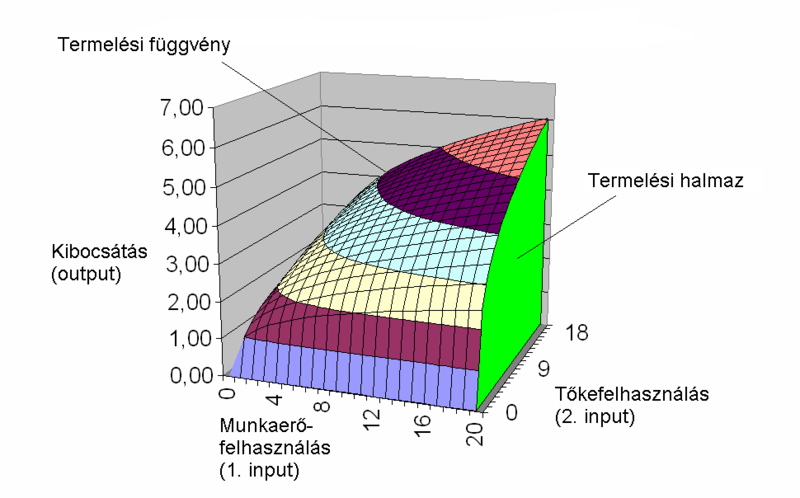 Termelési függvény
7,00
6,00
5,00
4,00
3,00
2,00
1,00
0,00
Kibocsátás
(output)
Termelési halmaz
0
4
8
12
16
20
Munkaerő-
felhasználás
(1. input)
0
9
18
Tőkefelhasználás
(2. input)